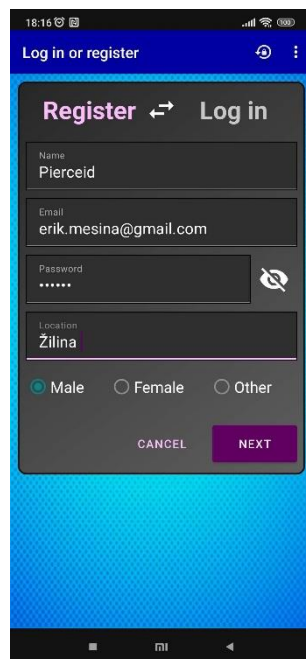 18:16
100
Log in or register
Register Log in
Name
Pierceid
Email
erik.mesina@gmail.com
Password
••••••
Location
Žilina
Male Female Other
CANCEL NEXT